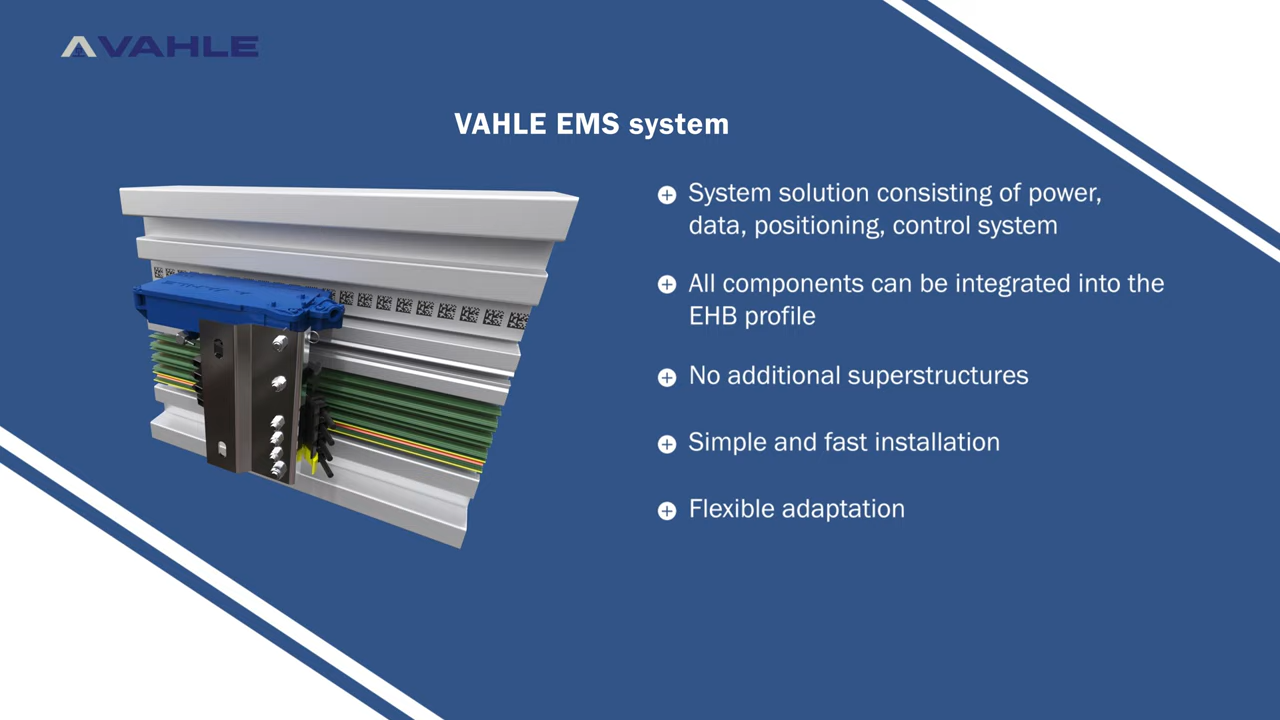 VAHLE
VAHLE EMS system
System solution consisting of power,
data, positioning, control system
All components can be integrated into the
EHB profile
No additional superstructures
Simple and fast installation
Flexible adaptation